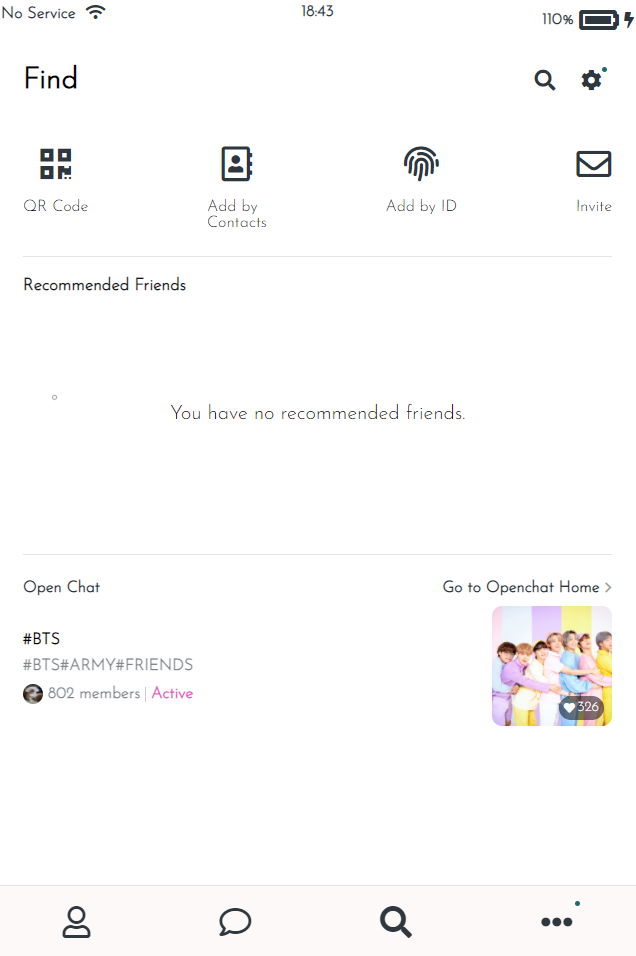 No Service 18:43 110%
Find
QR Code Add by Contacts Add by ID Invite
Recommended Friends
You have no recommended friends.
Open Chat Go to Openchat Home >
#BTS
#BTS#ARMY#FRIENDS
802 members | Active
326